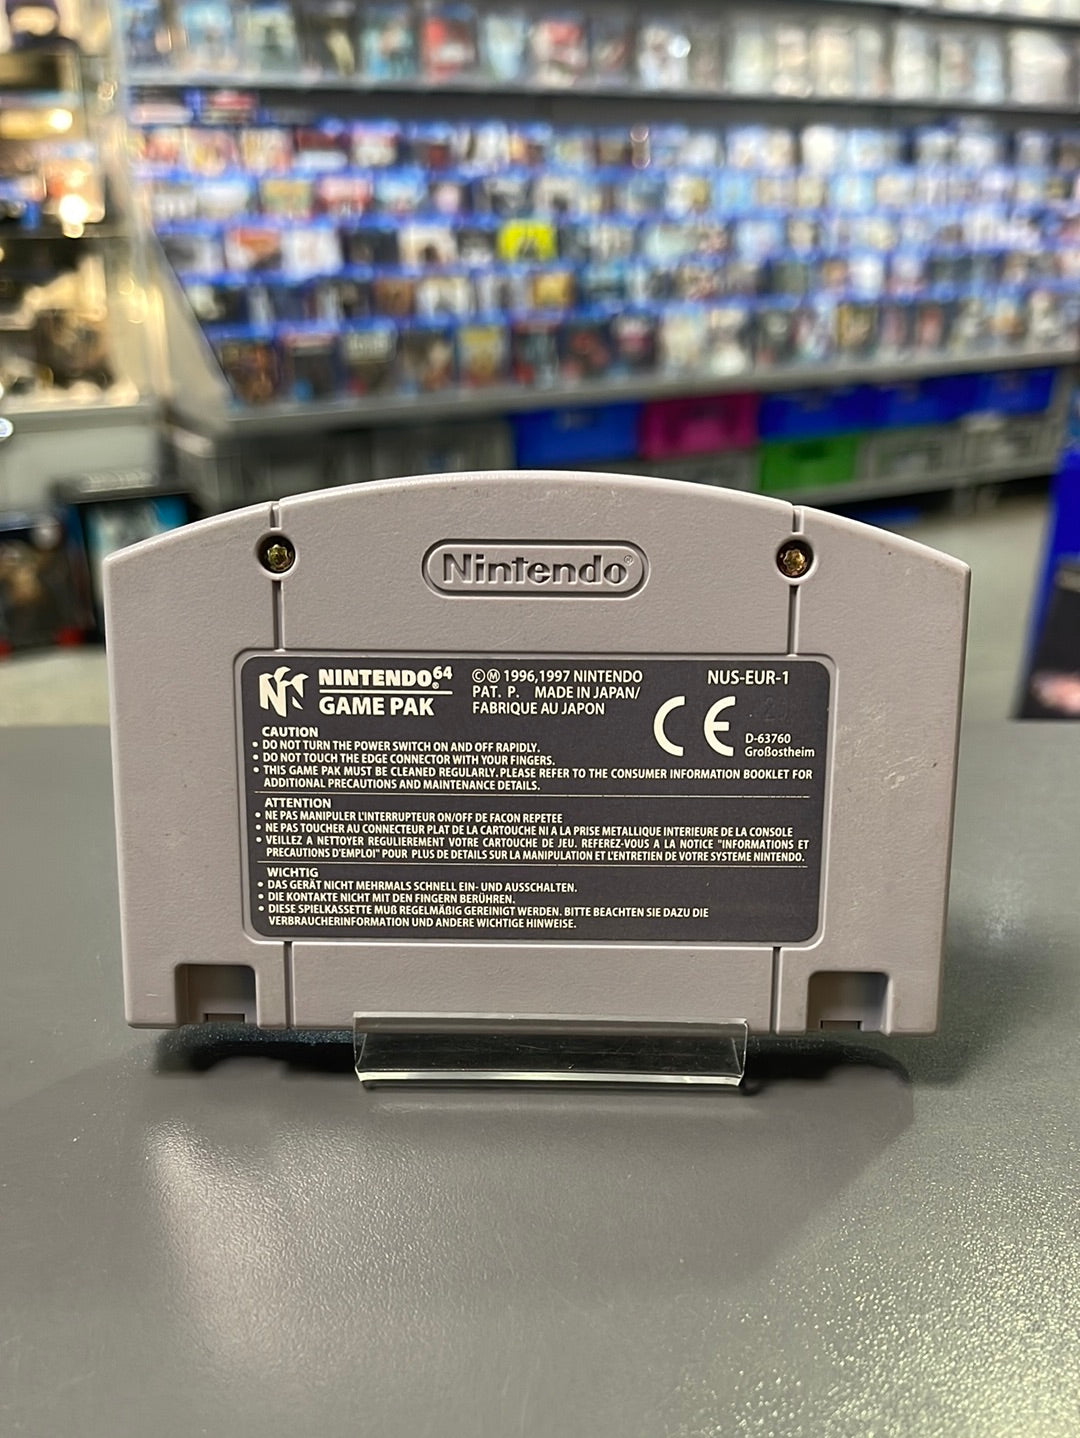 Nintendo®
NINTENDO64®
GAME PAK
©Ⓜ 1996,1997 NINTENDO
PAT. P. MADE IN JAPAN/
FABRIQUE AU JAPON
NUS-EUR-1
CE
D-63760
Großostheim
CAUTION
• DO NOT TURN THE POWER SWITCH ON AND OFF RAPIDLY.
• DO NOT TOUCH THE EDGE CONNECTOR WITH YOUR FINGERS.
• THIS GAME PAK MUST BE CLEANED REGULARLY. PLEASE REFER TO THE CONSUMER INFORMATION BOOKLET FOR
ADDITIONAL PRECAUTIONS AND MAINTENANCE DETAILS.
ATTENTION
• NE PAS MANIPULER L'INTERRUPTEUR ON/OFF DE FACON REPETEE
• NE PAS TOUCHER AU CONNECTEUR PLAT DE LA CARTOUCHE NI A LA PRISE METALLIQUE INTERIEURE DE LA CONSOLE
• VEILLEZ A NETTOYER REGULIEREMENT VOTRE CARTOUCHE DE JEU. REFEREZ-VOUS A LA NOTICE "INFORMATIONS ET
PRECAUTIONS D'EMPLOI" POUR PLUS DE DETAILS SUR LA MANIPULATION ET L'ENTRETIEN DE VOTRE SYSTEME NINTENDO.
WICHTIG
• DAS GERÄT NICHT MEHRMALS SCHNELL EIN- UND AUSSCHALTEN.
• DIE KONTAKTE NICHT MIT DEN FINGERN BERÜHREN.
• DIESE SPIELKASSETTE MUß REGELMÄßIG GEREINIGT WERDEN. BITTE BEACHTEN SIE DAZU DIE
VERBRAUCHERINFORMATION UND ANDERE WICHTIGE HINWEISE.